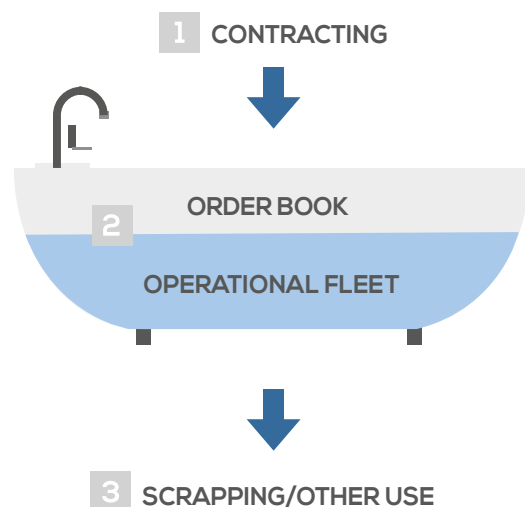 1 CONTRACTING
ORDER BOOK
2
OPERATIONAL FLEET
3 SCRAPPING/OTHER USE